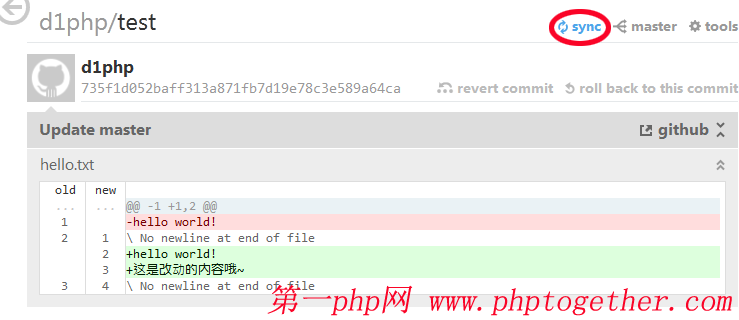 d1php/test
sync master tools
d1php
735f1d052baff313a871fb7d19e78c3e589a64ca revert commit roll back to this commit
Update master github
hello.txt
old new
... ... @@ -1 +1,2 @@
1 -hello world!
2 1 \ No newline at end of file
2 +hello world!
3 +这是改动的内容哦~
3 4 \ No newline at end of file
第一php网 www.phptogether.com